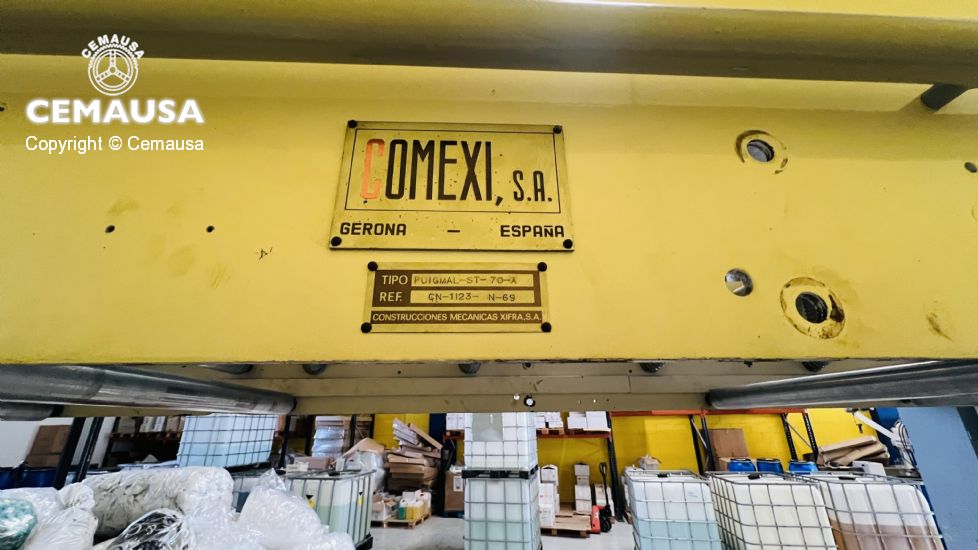 CEMAUSA
CEMAUSA
Copyright © Cemausa
COMEXI, S.A.
GERONA - ESPAÑA
TIPO PUIGMAL-ST-70-A
REF. CN-1123- N-69
CONSTRUCCIONES MECANICAS XIFRA, S.A.